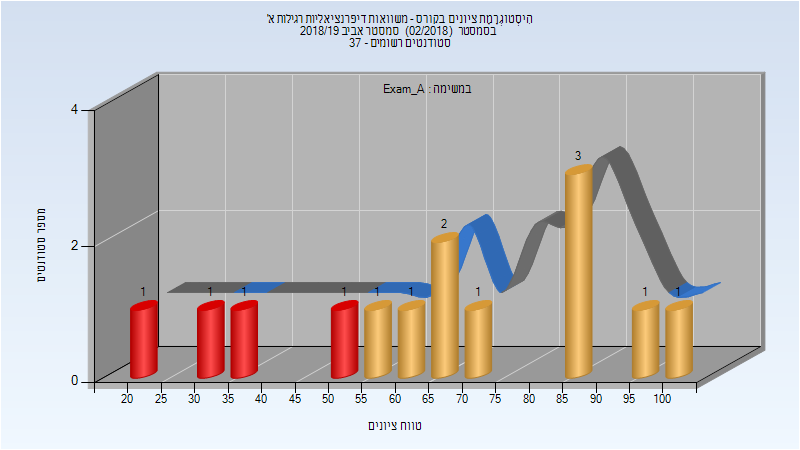 היסטוגרמת ציונים בקורס - משוואות דיפרנציאליות רגילות א'
בסמסטר (02/2018) סמסטר אביב 2018/19
סטודנטים רשומים - 37
במשימה : Exam_A
מספר סטודנטים
4
2
0
1 1 1 1 1 1 2 1 3 1 1
20 25 30 35 40 45 50 55 60 65 70 75 80 85 90 95 100
טווח ציונים